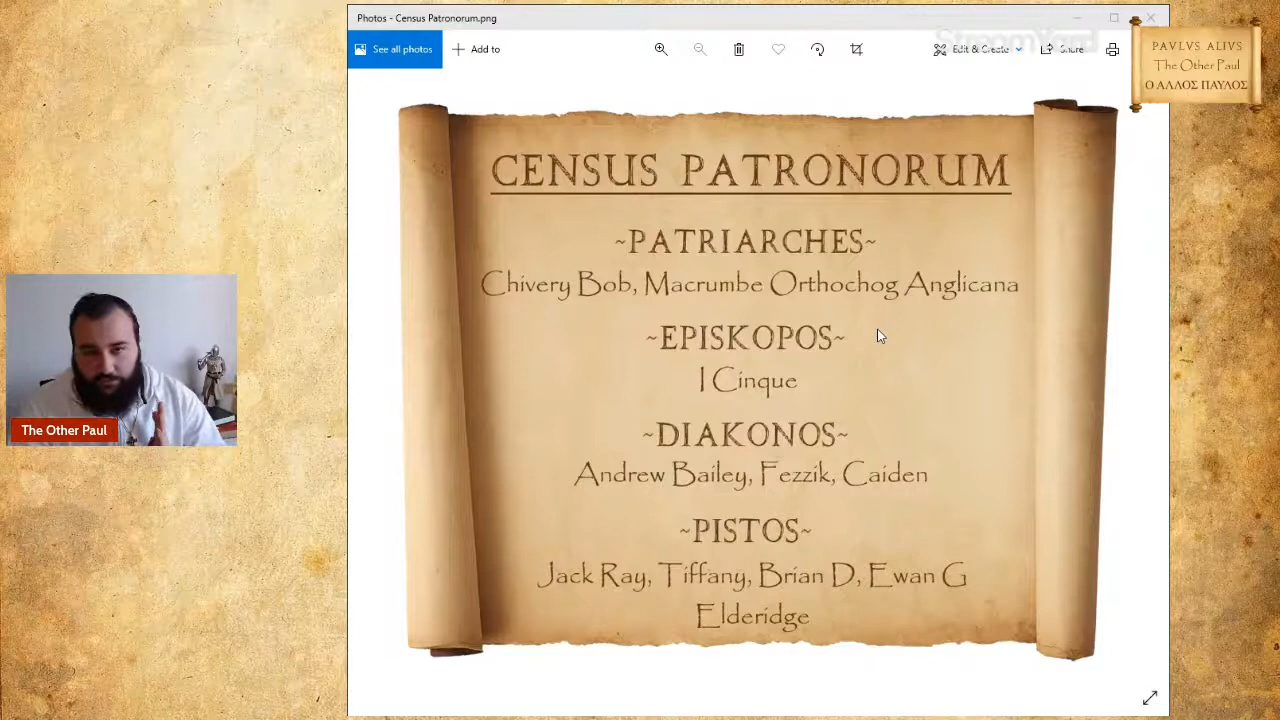 Photos - Census Patronorum.png
See all photos
Add to
Edit & Create
Share
StreamYard
PAVLVS ALIVS
The Other Paul
Ο ΑΛΛΟΣ ΠΑΥΛΟΣ
CENSUS PATRONORUM
~PATRIARCHES~
Chivery Bob, Macrumbe Orthochog Anglicana
~EPISKOPOS~
I Cinque
~DIAKONOS~
Andrew Bailey, Fezzik, Caiden
~PISTOS~
Jack Ray, Tiffany, Brian D, Ewan G
Elderidge
The Other Paul